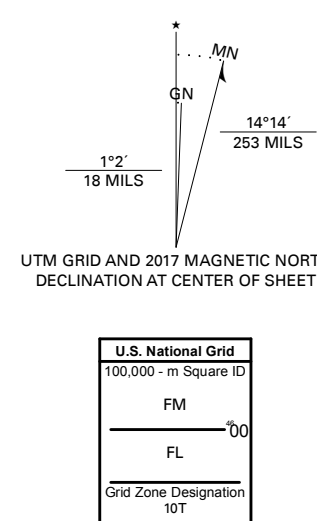 ★
MN
GN
14°14´
253 MILS
1°2´
18 MILS
UTM GRID AND 2017 MAGNETIC NORT
DECLINATION AT CENTER OF SHEET
U.S. National Grid
100,000 - m Square ID
FM
4600
FL
Grid Zone Designation
10T